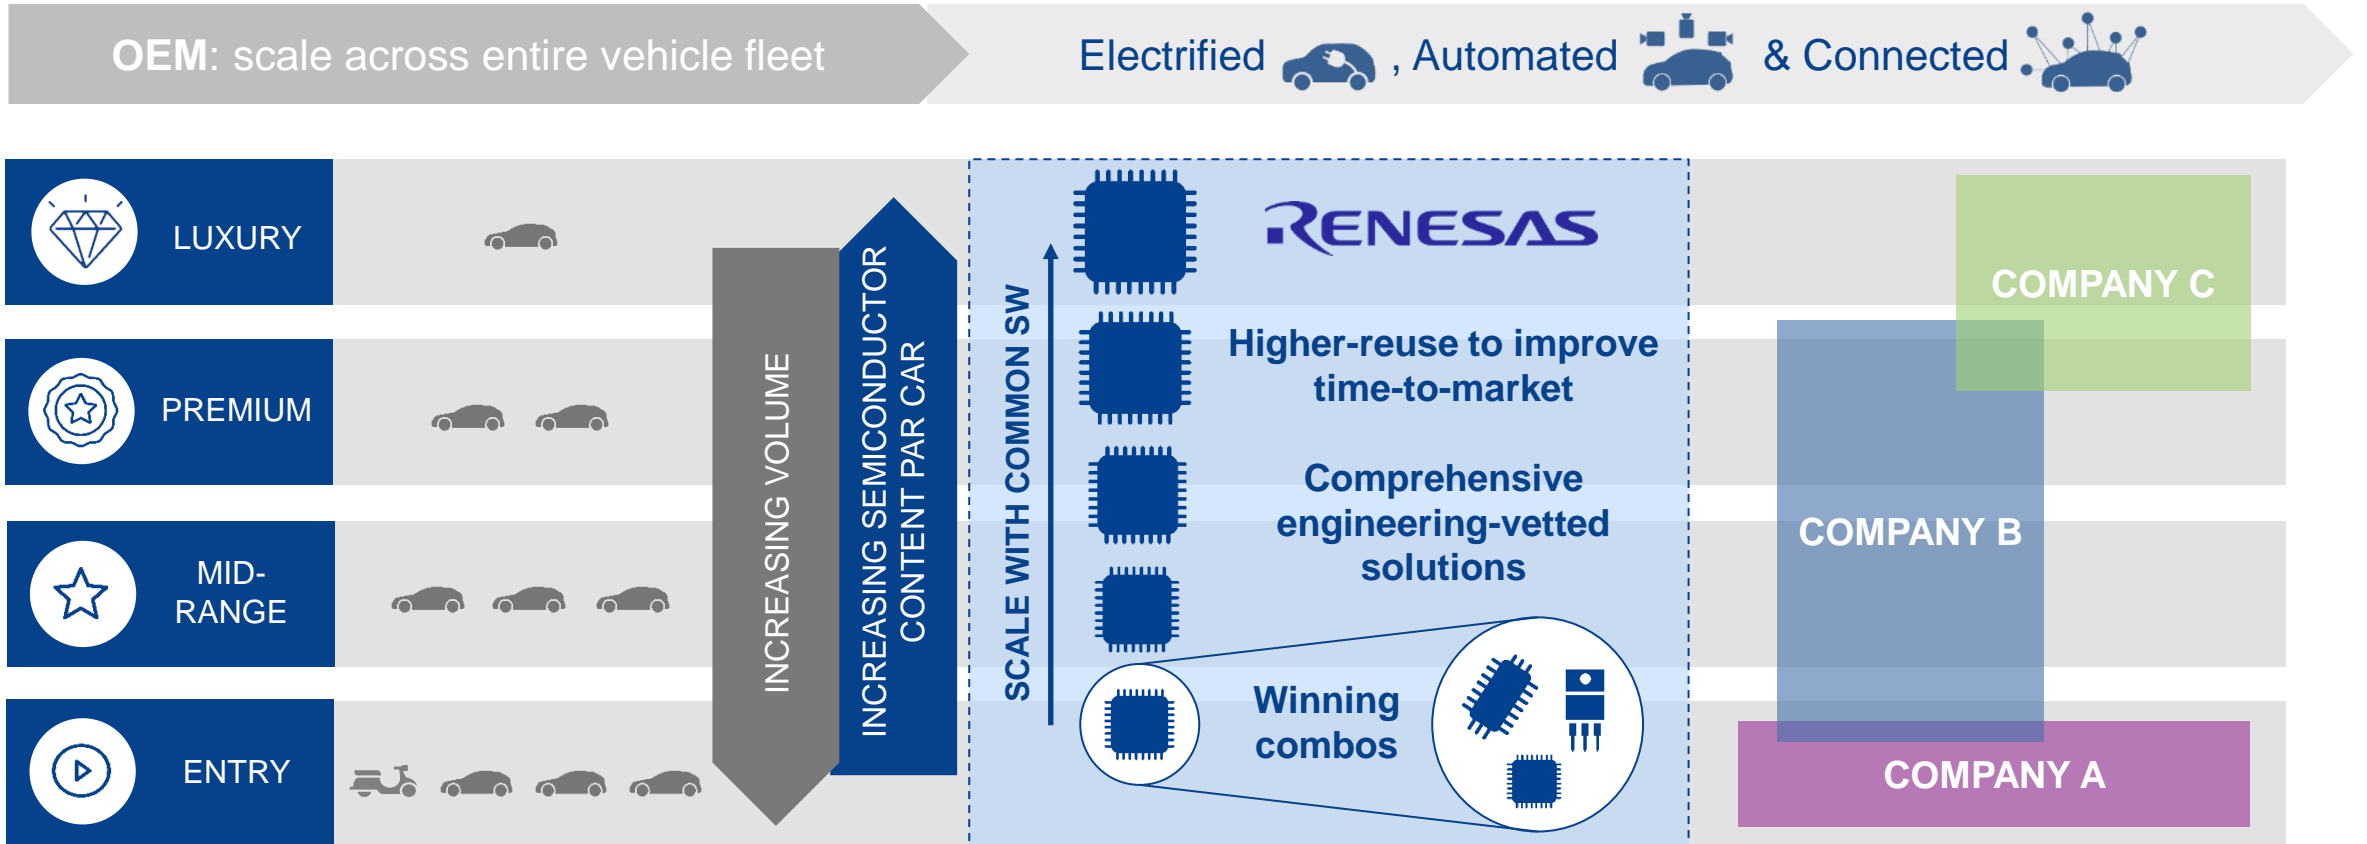 OEM: scale across entire vehicle fleet
Electrified , Automated & Connected
LUXURY
PREMIUM
MID-
RANGE
ENTRY
INCREASING VOLUME
INCREASING SEMICONDUCTOR
CONTENT PAR CAR
SCALE WITH COMMON SW
RENESAS
Higher-reuse to improve
time-to-market
Comprehensive
engineering-vetted
solutions
Winning
combos
COMPANY C
COMPANY B
COMPANY A